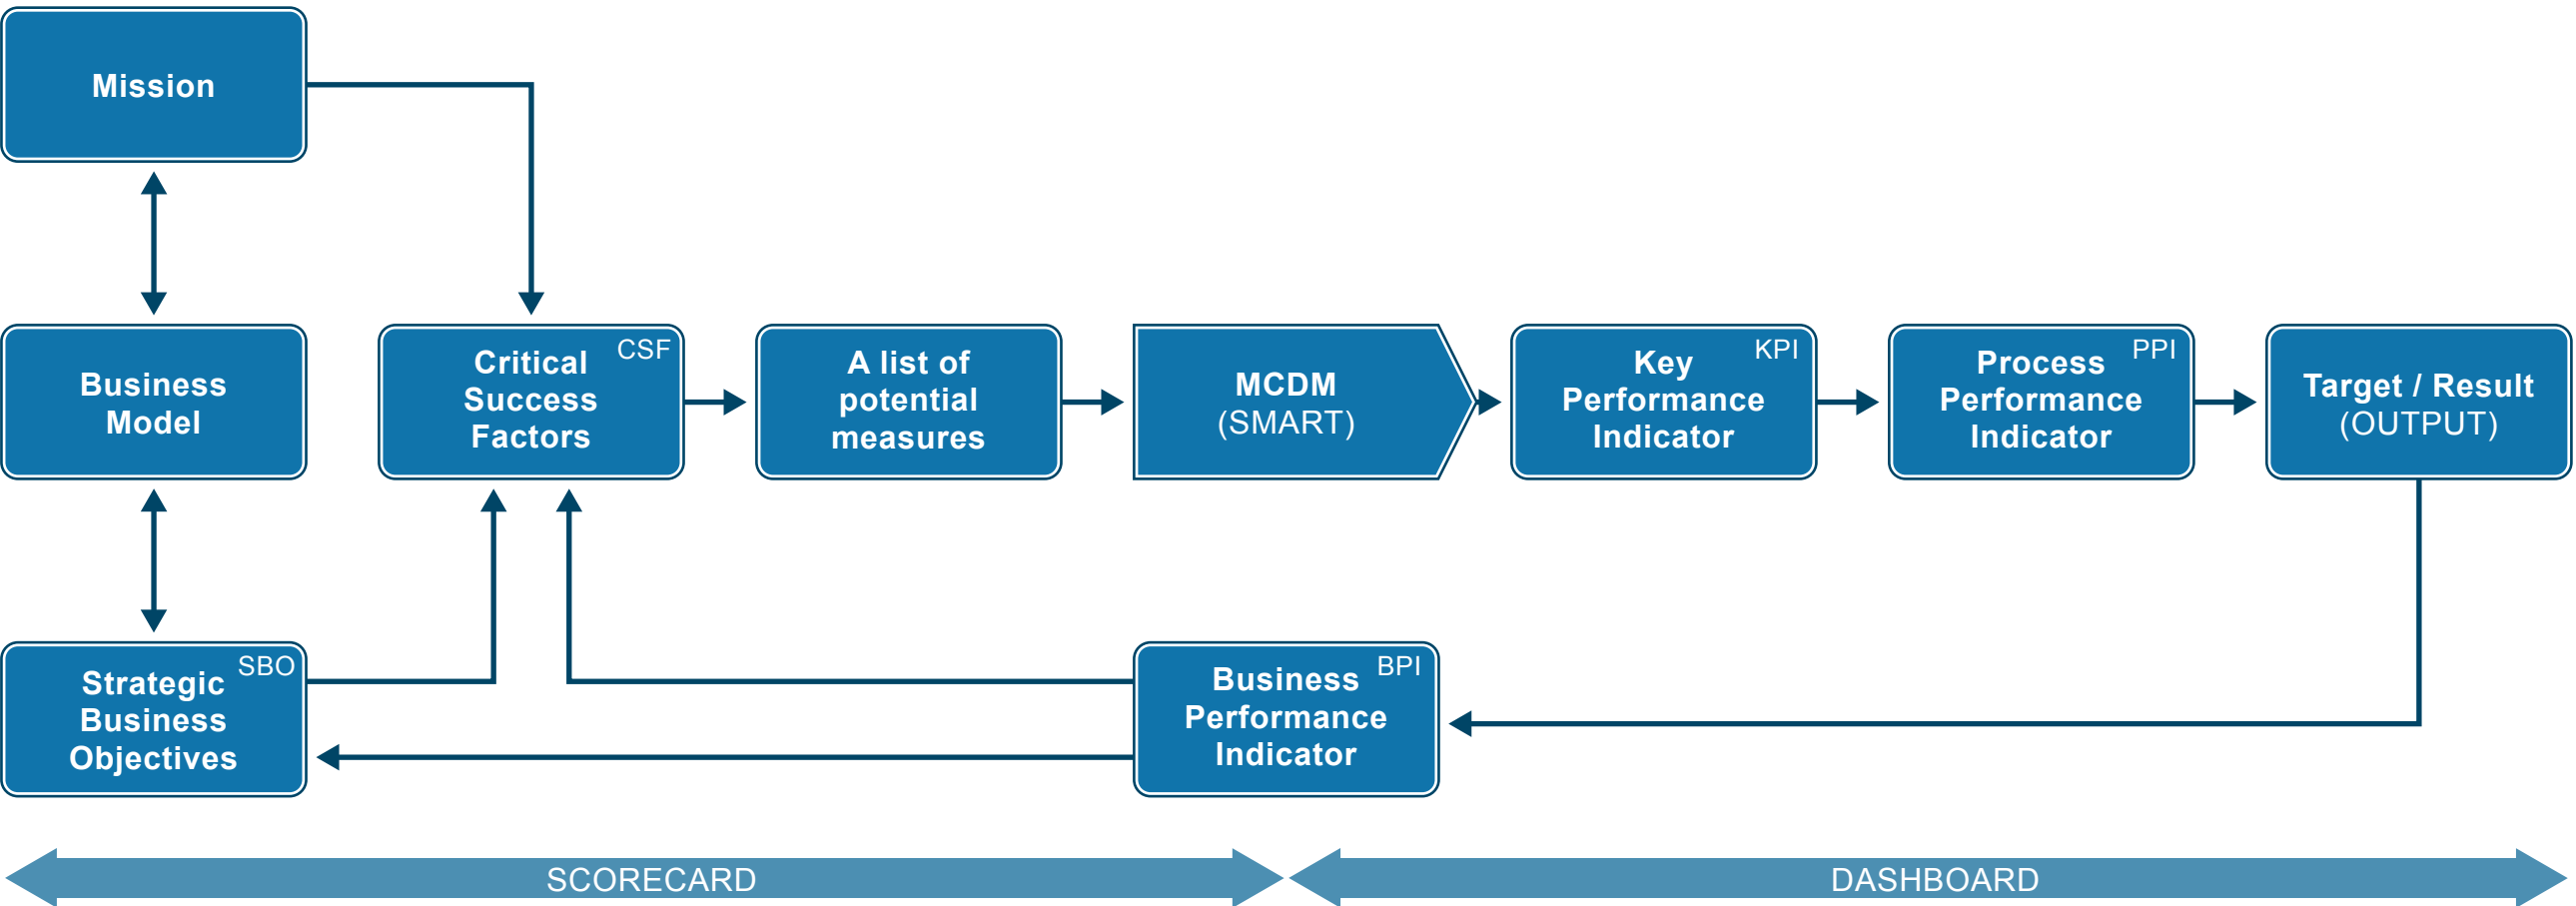 Mission
Business
Model
CSF
Critical
Success
Factors
A list of
potential
measures
MCDM
(SMART)
KPI
Key
Performance
Indicator
PPI
Process
Performance
Indicator
Target / Result
(OUTPUT)
SBO
Strategic
Business
Objectives
BPI
Business
Performance
Indicator
SCORECARD
DASHBOARD